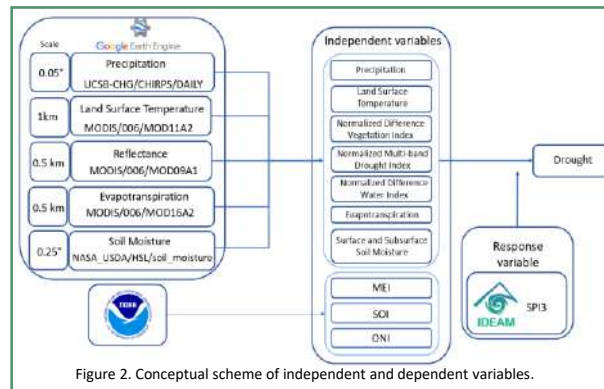 Scale
Google Earth Engine
0.05°
Precipitation
UCSB-CHG/CHIRPS/DAILY
1km
Land Surface Temperature
MODIS/006/MOD11A2
0.5 km
Reflectance
MODIS/006/MOD09A1
0.5 km
Evapotranspiration
MODIS/006/MOD16A2
0.25°
Soil Moisture
NASA_USDA/HSL/soil_moisture
NOAA
Independent variables
Precipitation
Land Surface
Temperature
Normalized Difference
Vegetation Index
Normalized Multi-band
Drought Index
Normalized Difference
Water Index
Evapotranspiration
Surface and Subsurface
Soil Moisture
MEI
SOI
ONI
Drought
Response
variable
IDEAM
SPI3
Figure 2. Conceptual scheme of independent and dependent variables.